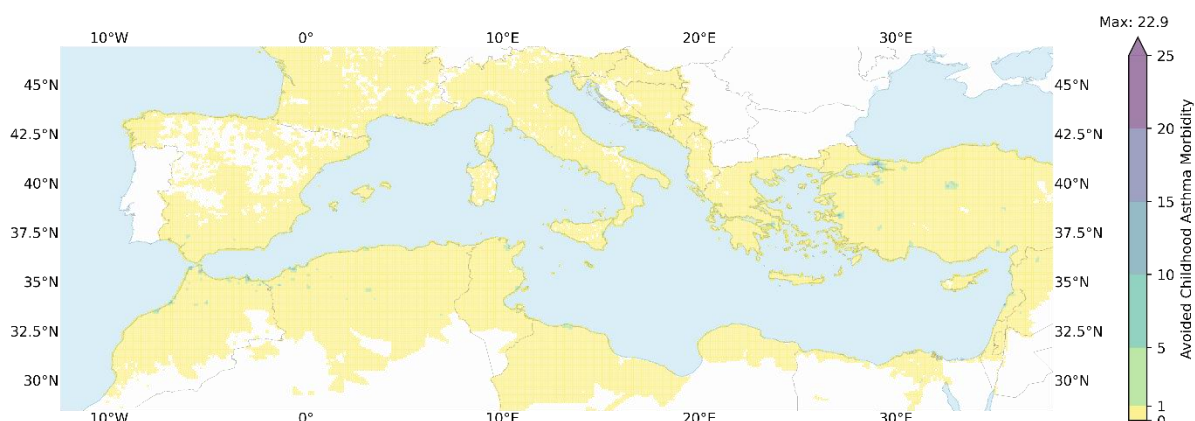 Max: 22.9
10°W 0° 10°E 20°E 30°E
45°N 45°N
42.5°N 42.5°N
40°N 40°N
37.5°N 37.5°N
35°N 35°N
32.5°N 32.5°N
30°N 30°N
10°W 0° 10°E 20°E 30°E
25
20
15
10
5
1
0
Avoided Childhood Asthma Morbidity